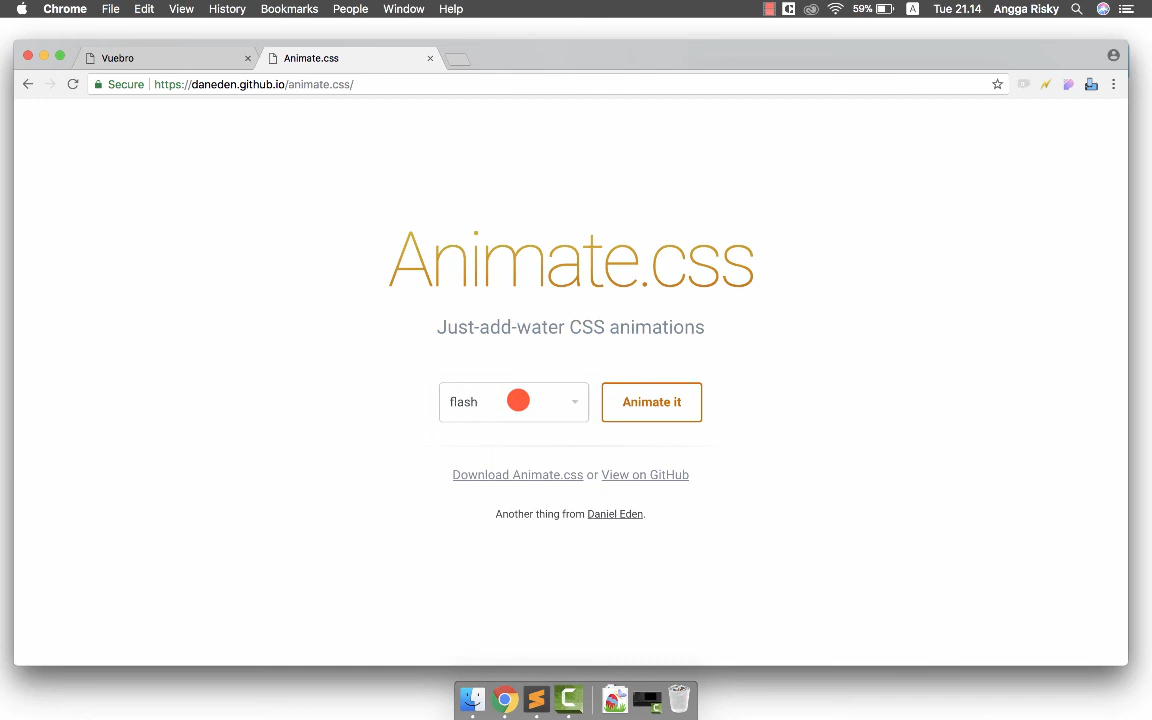 Chrome File Edit View History Bookmarks People Window Help 59% A Tue 21.14 Angga Risky
Vuebro Animate.css
Secure https://daneden.github.io/animate.css/
Animate.css
Just-add-water CSS animations
flash Animate it
Download Animate.css or View on GitHub
Another thing from Daniel Eden.